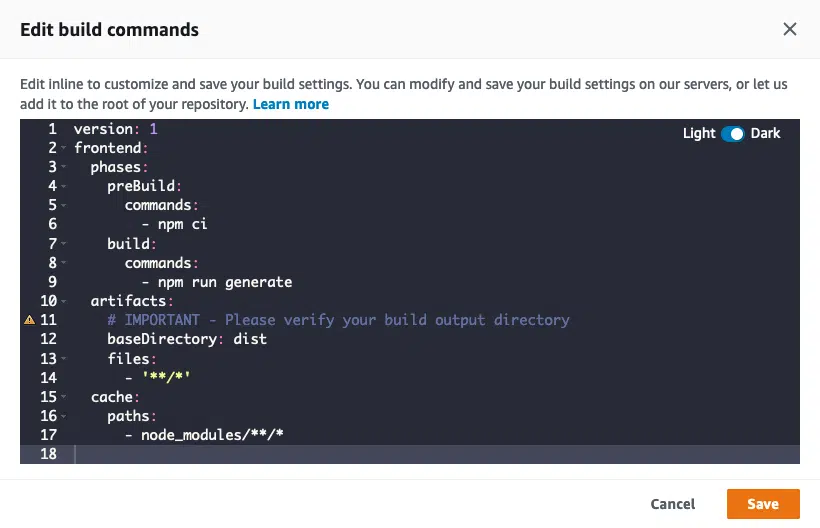 Edit build commands
Edit inline to customize and save your build settings. You can modify and save your build settings on our servers, or let us
add it to the root of your repository. Learn more
Light Dark
1 version: 1
2 frontend:
3   phases:
4     preBuild:
5       commands:
6         - npm ci
7     build:
8       commands:
9         - npm run generate
10   artifacts:
11     # IMPORTANT - Please verify your build output directory
12     baseDirectory: dist
13     files:
14       - '**/*'
15   cache:
16     paths:
17       - node_modules/**/*
18
Cancel Save